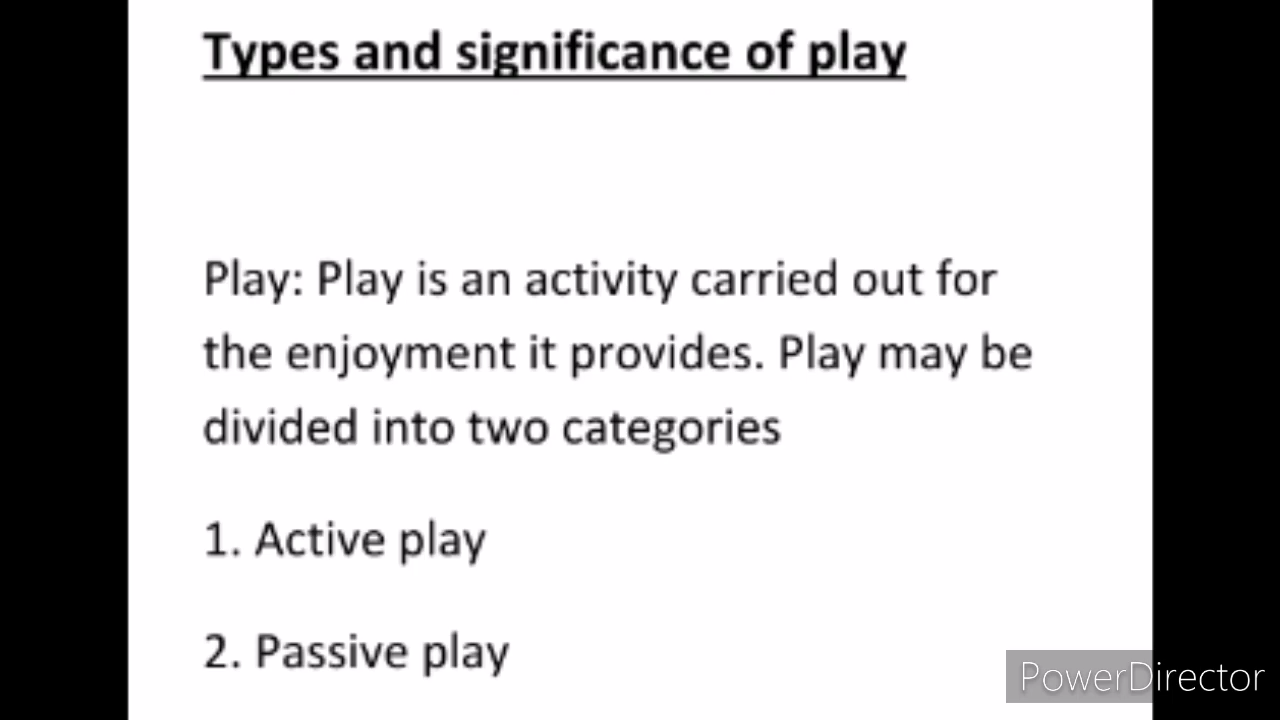 Types and significance of play
Play: Play is an activity carried out for
the enjoyment it provides. Play may be
divided into two categories
1. Active play
2. Passive play
PowerDirector